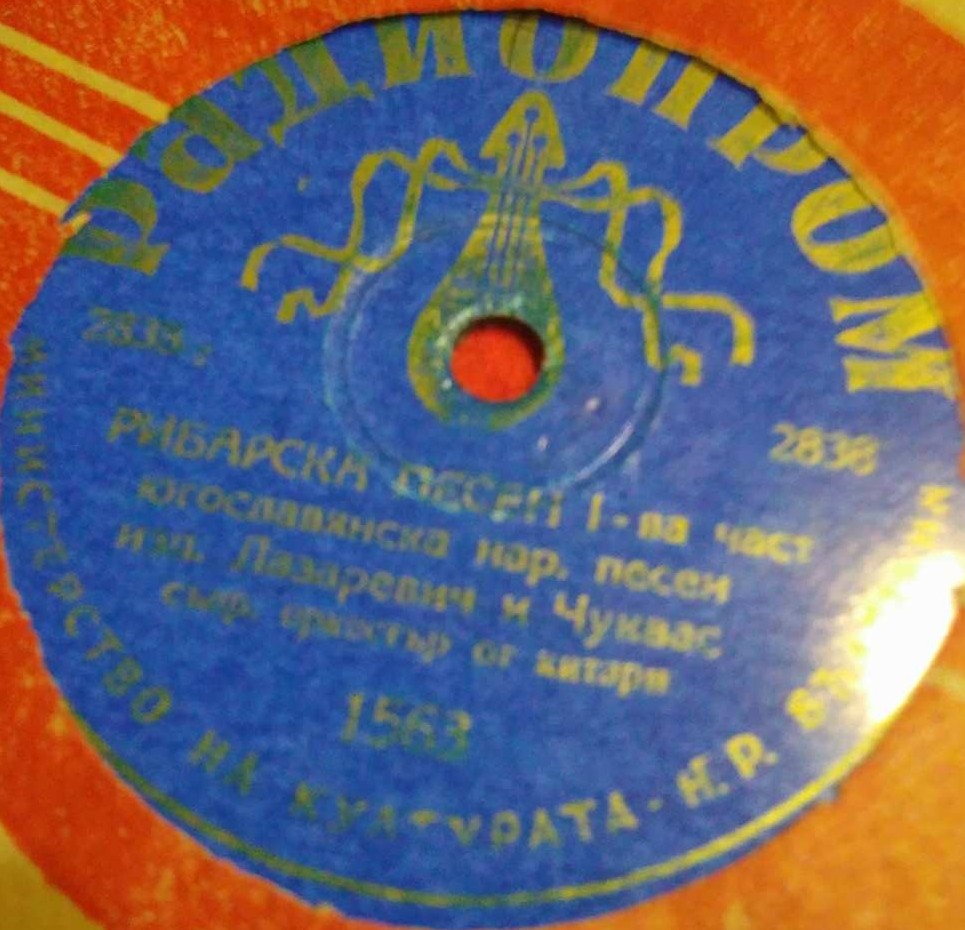 Радиопром
2838
2838
РИБАРСКА ПЕСЕН I-ва част
югославянска нар. песен
изп. Лазаревич и Чуквас
съпр. оркестър от китари
1563
МИНИСТЕРСТВО НА КУЛТУРАТА - Н. Р.